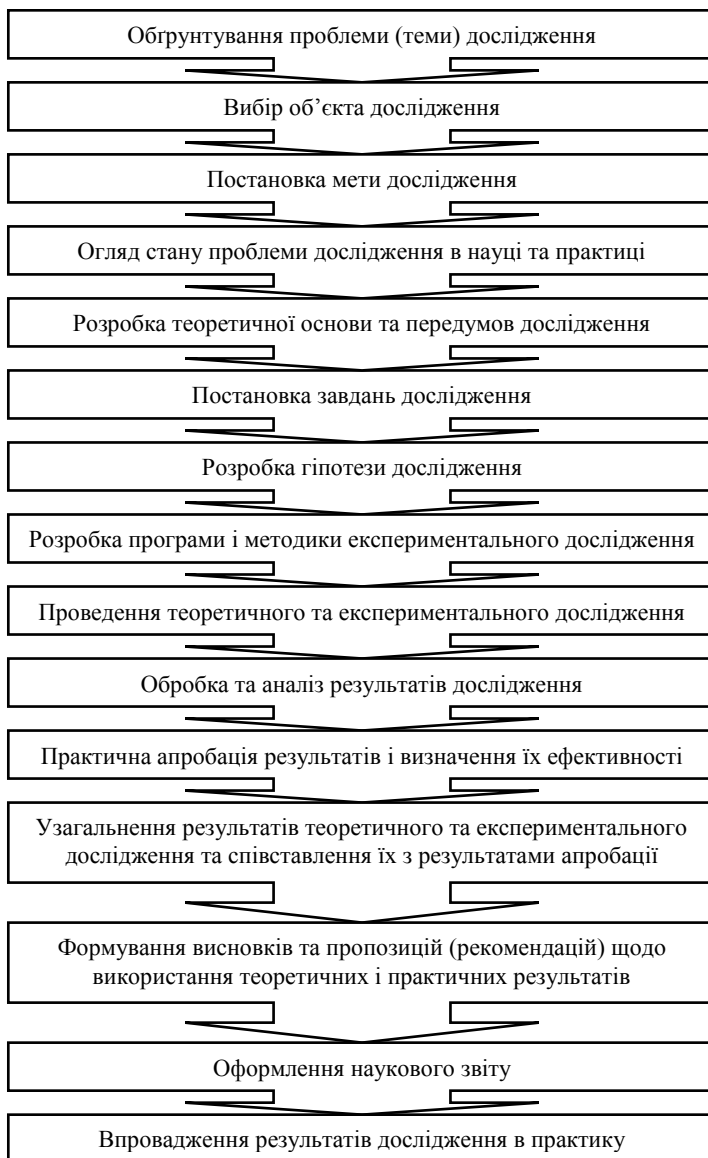 Обґрунтування проблеми (теми) дослідження
Вибір об’єкта дослідження
Постановка мети дослідження
Огляд стану проблеми дослідження в науці та практиці
Розробка теоретичної основи та передумов дослідження
Постановка завдань дослідження
Розробка гіпотези дослідження
Розробка програми і методики експериментального дослідження
Проведення теоретичного та експериментального дослідження
Обробка та аналіз результатів дослідження
Практична апробація результатів і визначення їх ефективності
Узагальнення результатів теоретичного та експериментального
дослідження та співставлення їх з результатами апробації
Формування висновків та пропозицій (рекомендацій) щодо
використання теоретичних і практичних результатів
Оформлення наукового звіту
Впровадження результатів дослідження в практику